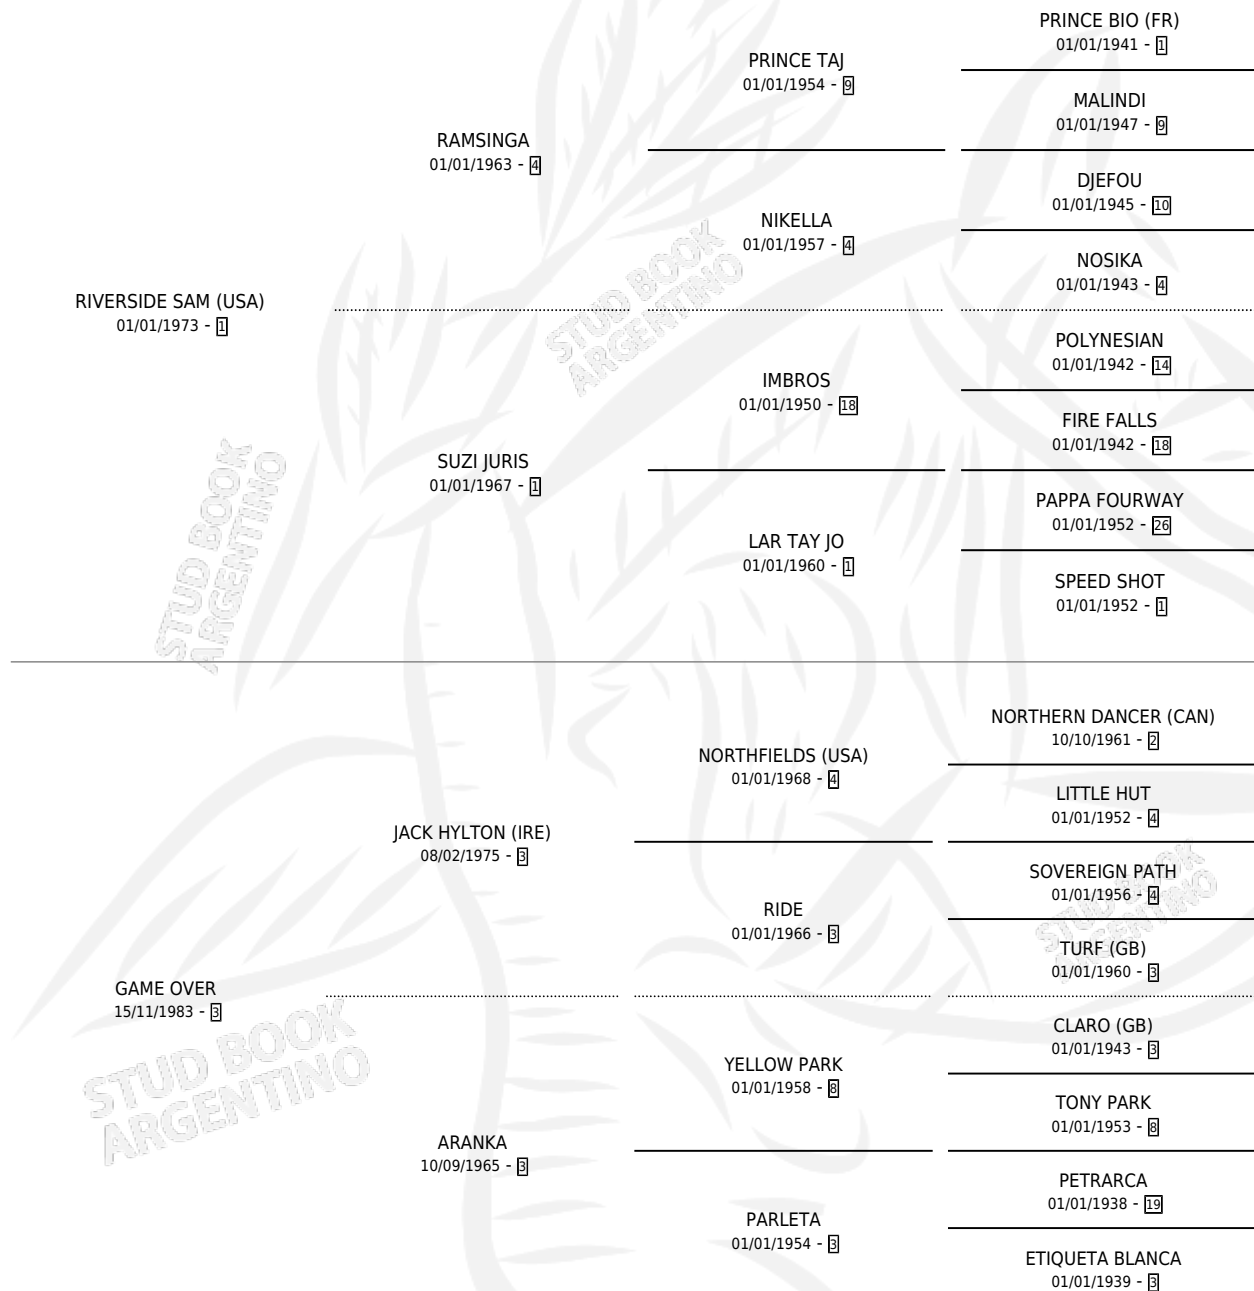 PRINCE BIO (FR)
01/01/1941 - 1
PRINCE TAJ
01/01/1954 - 9
MALINDI
01/01/1947 - 9
RAMSINGA
01/01/1963 - 4
DJEFOU
01/01/1945 - 10
NIKELLA
01/01/1957 - 4
NOSIKA
01/01/1943 - 4
RIVERSIDE SAM (USA)
01/01/1973 - 1
STUD BOOK
ARGENTINO
POLYNESIAN
01/01/1942 - 14
IMBROS
01/01/1950 - 18
FIRE FALLS
01/01/1942 - 18
SUZI JURIS
01/01/1967 - 1
PAPPA FOURWAY
01/01/1952 - 26
LAR TAY JO
01/01/1960 - 1
SPEED SHOT
01/01/1952 - 1
STUD BOOK
ARGENTINO
NORTHERN DANCER (CAN)
10/10/1961 - 2
NORTHFIELDS (USA)
01/01/1968 - 4
LITTLE HUT
01/01/1952 - 4
JACK HYLTON (IRE)
08/02/1975 - 3
SOVEREIGN PATH
01/01/1956 - 4
RIDE
01/01/1966 - 3
TURF (GB)
01/01/1960 - 3
STUD BOOK
ARGENTINO
GAME OVER
15/11/1983 - 3
CLARO (GB)
01/01/1943 - 3
YELLOW PARK
01/01/1958 - 8
TONY PARK
01/01/1953 - 8
STUD BOOK
ARGENTINO
ARANKA
10/09/1965 - 3
PETRARCA
01/01/1938 - 19
PARLETA
01/01/1954 - 3
ETIQUETA BLANCA
01/01/1939 - 3